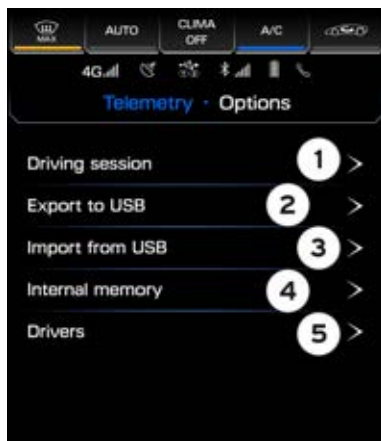 MAX
AUTO
CLIMA
OFF
A/C
4G
Telemetry · Options
Driving session 1 >
Export to USB 2 >
Import from USB 3 >
Internal memory 4 >
Drivers 5 >